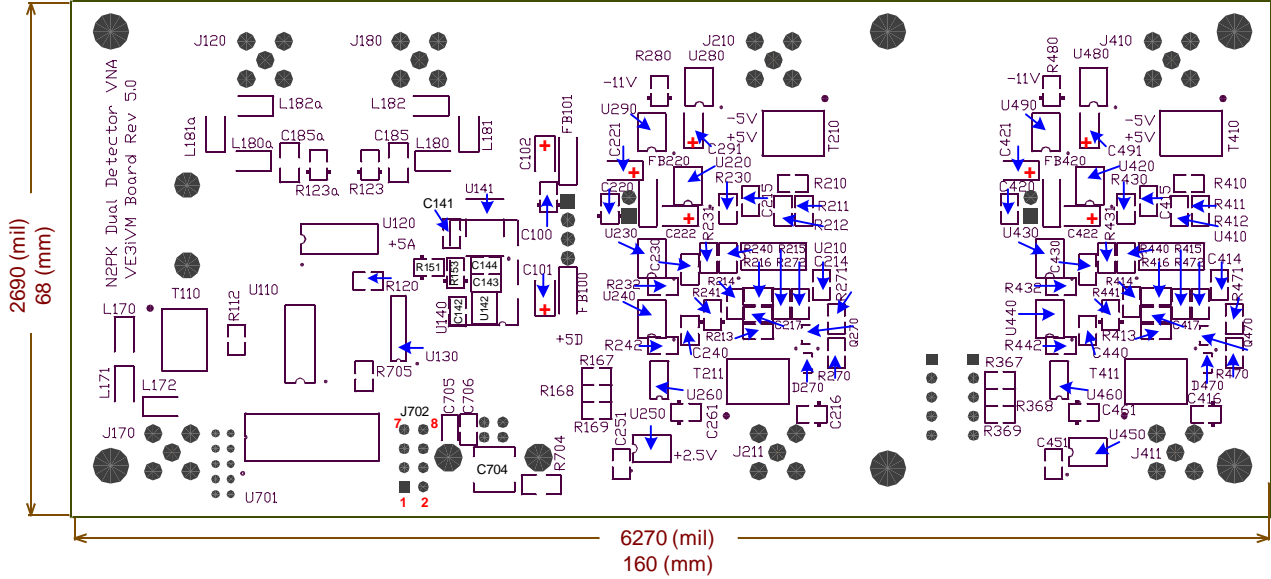 N2PK Dual Detector VNA
VE3iVM Board Rev 5.0
2690 (mil)
68 (mm)
6270 (mil)
160 (mm)
J120
J180
L182a
L182
L181a
L181
L180a
C185a
C185
L180
R123a
R123
U120
+5A
U141
C141
C102
FB101
C100
C101
FB100
+5D
R151
R153
C144
C143
C142
U142
U140
R120
U130
R705
L170
T110
R112
U110
L171
L172
J170
U701
J702
7
8
1
2
C705
C706
C704
R704
R167
R168
R169
J210
R280
U280
-11V
U290
C221
-5V
+5V
T210
C291
FB220
U220
C220
R230
C215
R210
R211
R212
C222
R231
U230
C230
R240
R215
U210
R216
R272
C214
R232
R214
R271
U240
R241
R213
C217
Q270
R242
C240
R270
D270
T211
U260
U250
C261
C216
C251
+2.5V
J211
J410
R480
U480
-11V
U490
C421
-5V
+5V
T410
C491
FB420
U420
C420
R430
C415
R410
R411
R412
C422
R431
U430
U410
C430
R440
R415
R416
R472
C414
R432
R414
R471
U440
R441
R413
C417
Q470
R442
C440
R470
D470
T411
U460
C461
C416
C451
U450
J411
R367
R368
R369